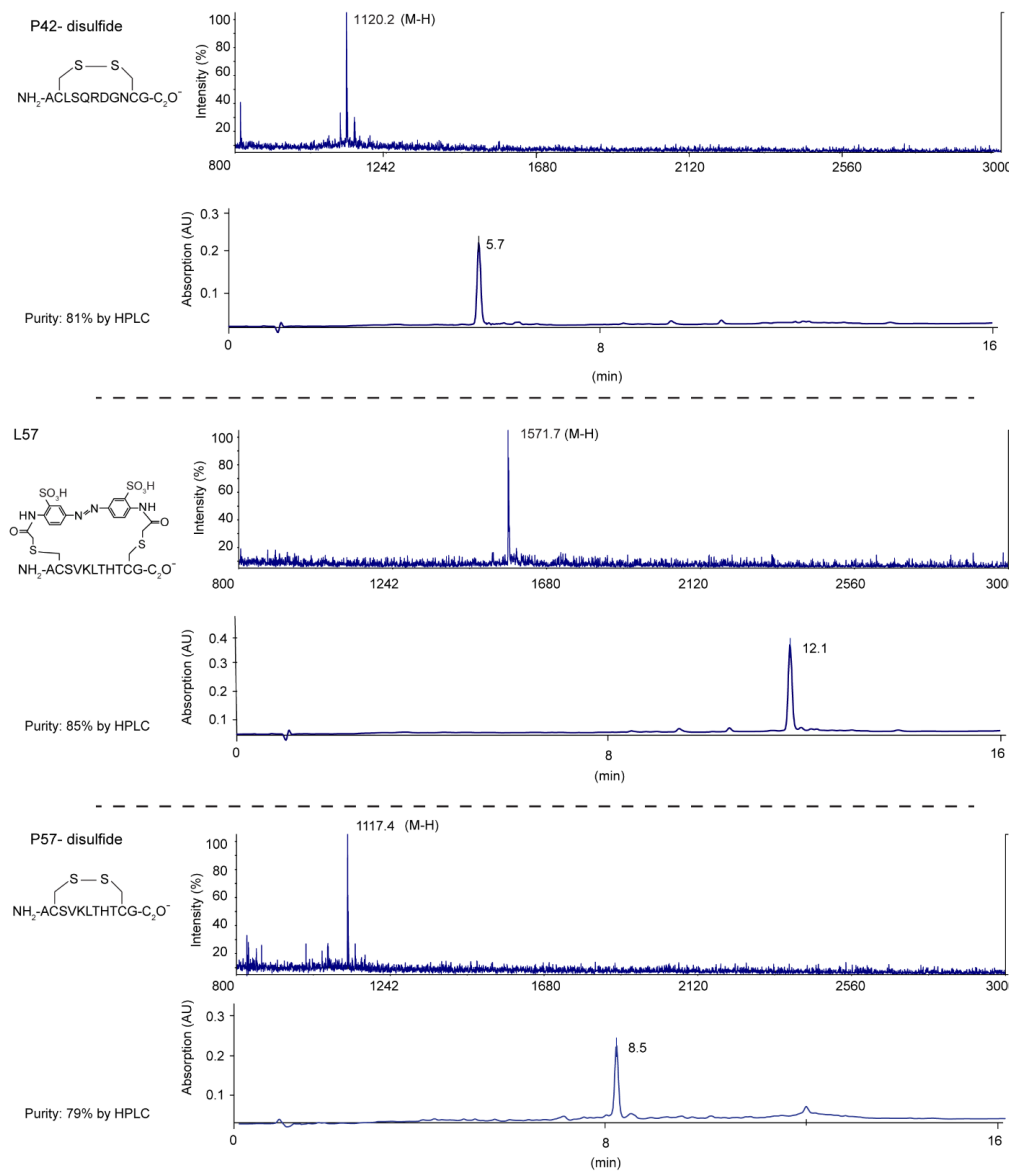 P42- disulfide
S — S
NH2-ACLSQRDGNCG-C2O-
Intensity (%)
100
80
60
40
20
1120.2 (M-H)
800 1242 1680 2120 2560 3000
Absorption (AU)
0.3
0.2
0.1
5.7
Purity: 81% by HPLC
0 8 16
(min)
L57
SO3H SO3H
NH N=N NH
O O
S S
NH2-ACSVKLTHTCG-C2O-
Intensity (%)
100
80
60
40
20
1571.7 (M-H)
800 1242 1680 2120 2560 300
Absorption (AU)
0.4
0.3
0.2
0.1
12.1
Purity: 85% by HPLC
0 8 16
(min)
P57- disulfide
S — S
NH2-ACSVKLTHTCG-C2O-
Intensity (%)
100
80
60
40
20
1117.4 (M-H)
800 1242 1680 2120 2560 300
Absorption (AU)
0.3
0.2
0.1
8.5
Purity: 79% by HPLC
0 8 16
(min)